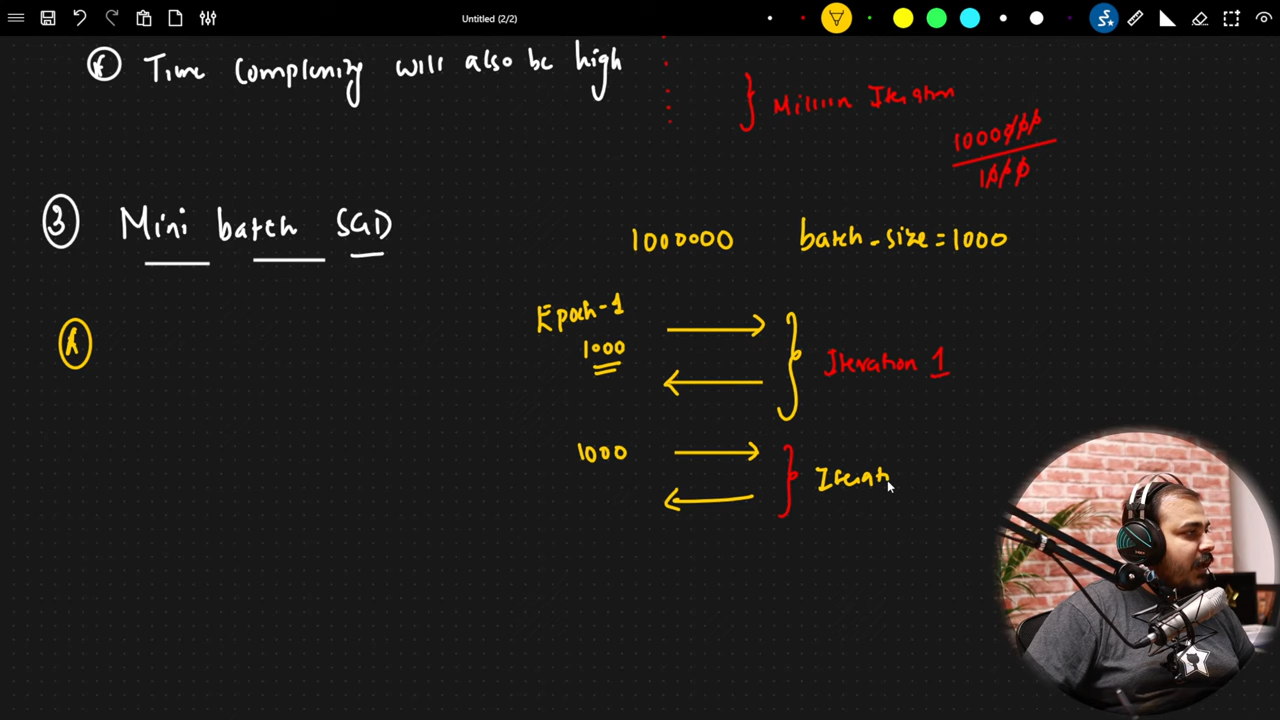 Untitled (2/2)
* Time complexity will also be high
} Million Iteration
1000000
1000
③ Mini batch SGD
1000000 batch-size = 1000
Epoch-1
1000
Iteration 1
1000
Iterati